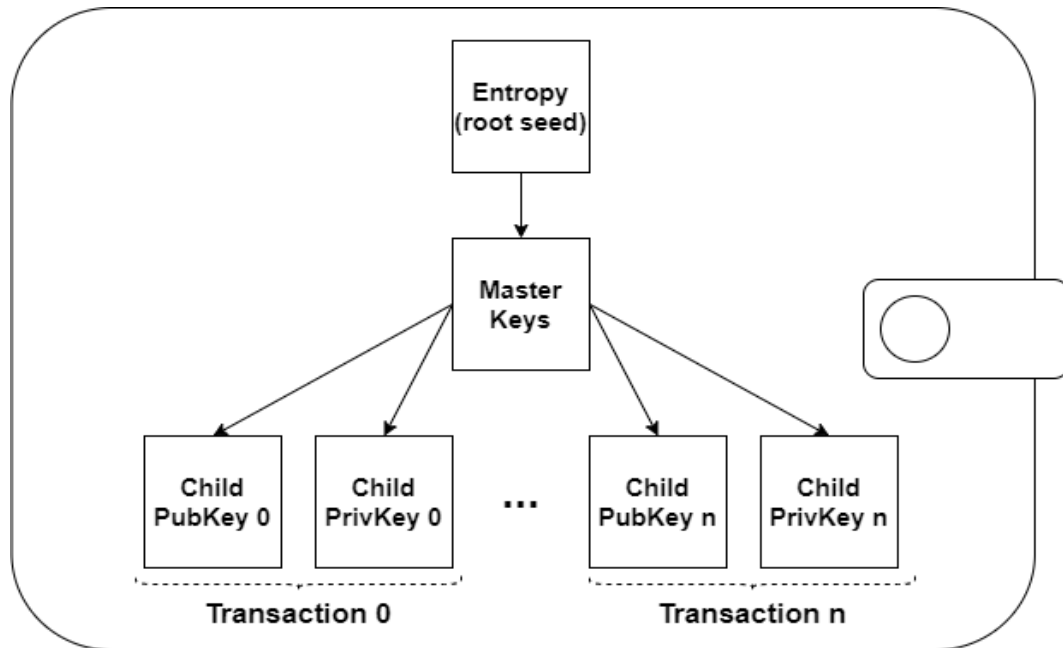 Entropy
(root seed)
Master
Keys
Child
PubKey 0
Child
PrivKey 0
...
Child
PubKey n
Child
PrivKey n
Transaction 0
Transaction n